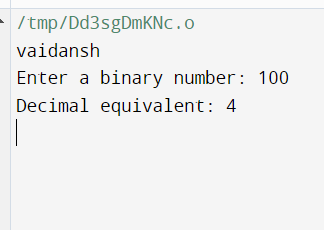 /tmp/Dd3sgDmKNc.o
vaidansh
Enter a binary number: 100
Decimal equivalent: 4